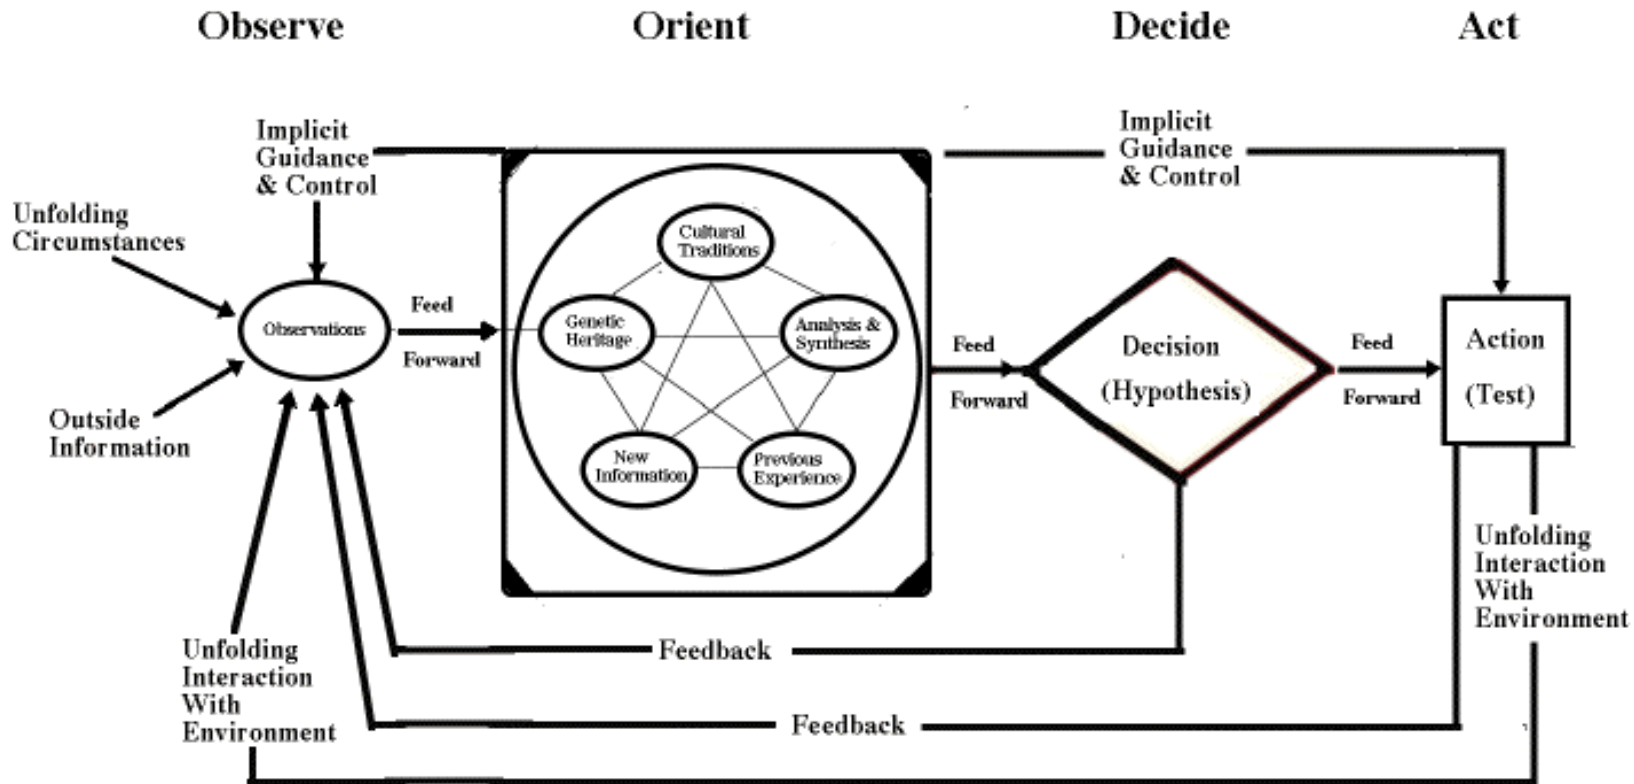 Observe
Orient
Decide
Act
Implicit
Guidance
& Control
Implicit
Guidance
& Control
Unfolding
Circumstances
Cultural
Traditions
Feed
Forward
Observations
Genetic
Heritage
Analysis &
Synthesis
Feed
Forward
Decision
(Hypothesis)
Feed
Forward
Action
(Test)
Outside
Information
New
Information
Previous
Experience
Unfolding
Interaction
With
Environment
Unfolding
Interaction
With
Environment
Feedback
Feedback